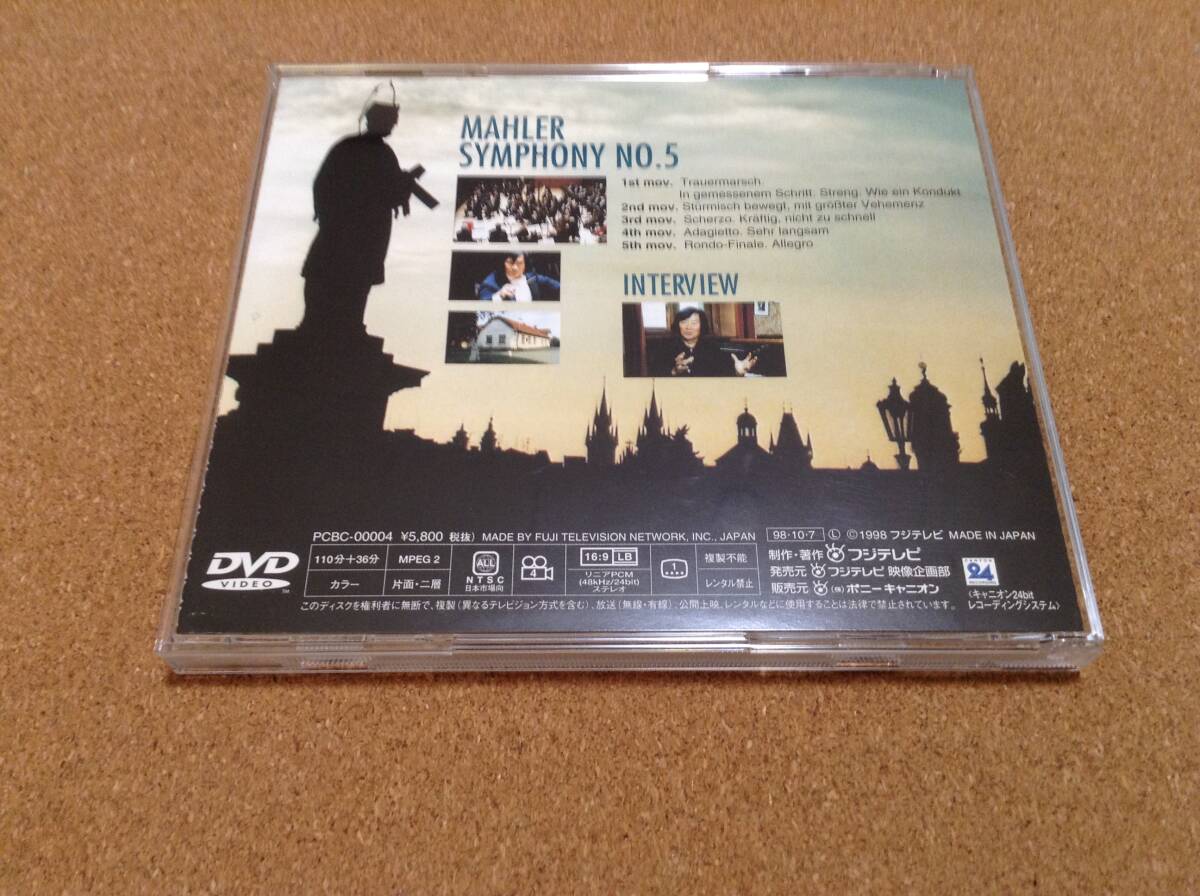 MAHLER
SYMPHONY NO.5
1st mov. Trauermarsch.
In gemessenem Schritt. Streng. Wie ein Kondukt
2nd mov. Stürmisch bewegt, mit größter Vehemenz
3rd mov. Scherzo. Kräftig, nicht zu schnell
4th mov. Adagietto. Sehr langsam
5th mov. Rondo-Finale. Allegro
INTERVIEW
PCBC-00004 ¥5,800 税抜) MADE BY FUJI TELEVISION NETWORK, INC., JAPAN 98·10·7 Ⓛ ©1998 フジテレビ MADE IN JAPAN
DVD
VIDEO
110分+36分 MPEG 2
カラー 片面・二層
ALL
NTSC
日本市場向
4
16:9 LB
リニアPCM
(48kHz/24bit)
ステレオ
1
複製不能
レンタル禁止
制作・著作 フジテレビ
発売元 フジテレビ 映像企画部
販売元 (株) ポニーキャニオン
24
〈キャニオン24bit
レコーディングシステム〉
このディスクを権利者に無断で、複製(異なるテレビジョン方式を含む)、放送(無線・有線)、公開上映、レンタルなどに使用することは法律で禁止されています。